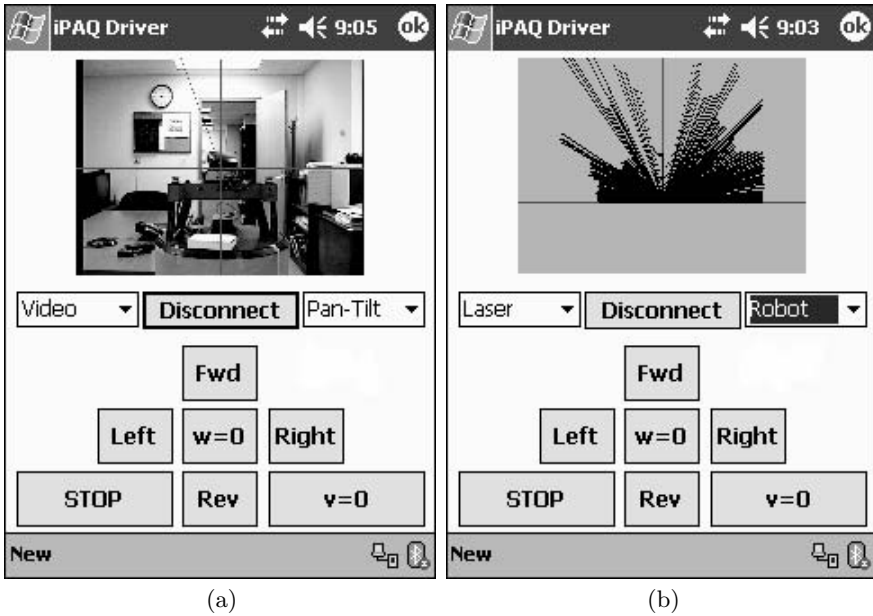 iPAQ Driver 9:05 ok
Video Disconnect Pan-Tilt
Fwd
Left w=0 Right
STOP Rev v=0
New
(a)
iPAQ Driver 9:03 ok
Laser Disconnect Robot
Fwd
Left w=0 Right
STOP Rev v=0
New
(b)